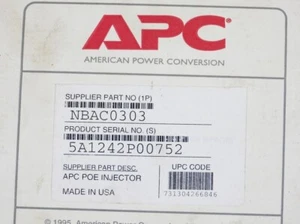 APC
AMERICAN POWER CONVERSION
SUPPLIER PART NO (1P)
NBAC0303
PRODUCT SERIAL NO. (S)
5A1242P00752
SUPPLIER PART DESC.
UPC CODE
APC POE INJECTOR
MADE IN USA
731304266846
© 1995, American Power